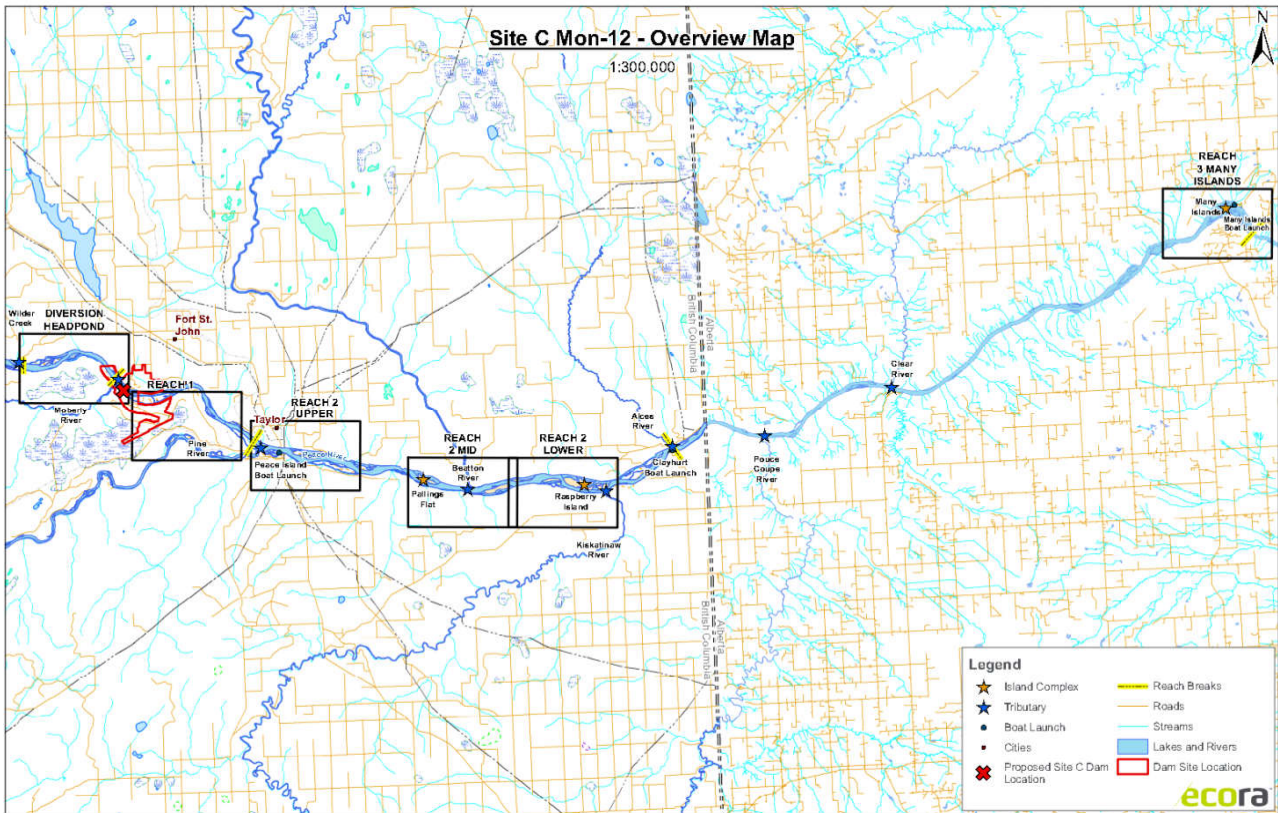 Site C Mon-12 - Overview Map
1:300,000
N
REACH
3 MANY
ISLANDS
Many
Islands
Many Islands
Boat Launch
Wilder
Creek
DIVERSION
HEADPOND
Fort St.
John
REACH 1
Moberly
River
Pine
River
Taylor
REACH 2
UPPER
Peace Island
Boat Launch
Peace River
REACH
2 MID
Beatton
River
Pallings
Flat
REACH 2
LOWER
Raspberry
Island
Kiskatinaw
River
Alces
River
Clayhurt
Boat Launch
British Columbia
Alberta
Pouce
Coupe
River
Clear
River
British Columbia
Alberta
Legend
Island Complex
Tributary
Boat Launch
Cities
Proposed Site C Dam
Location
Reach Breaks
Roads
Streams
Lakes and Rivers
Dam Site Location
ecora